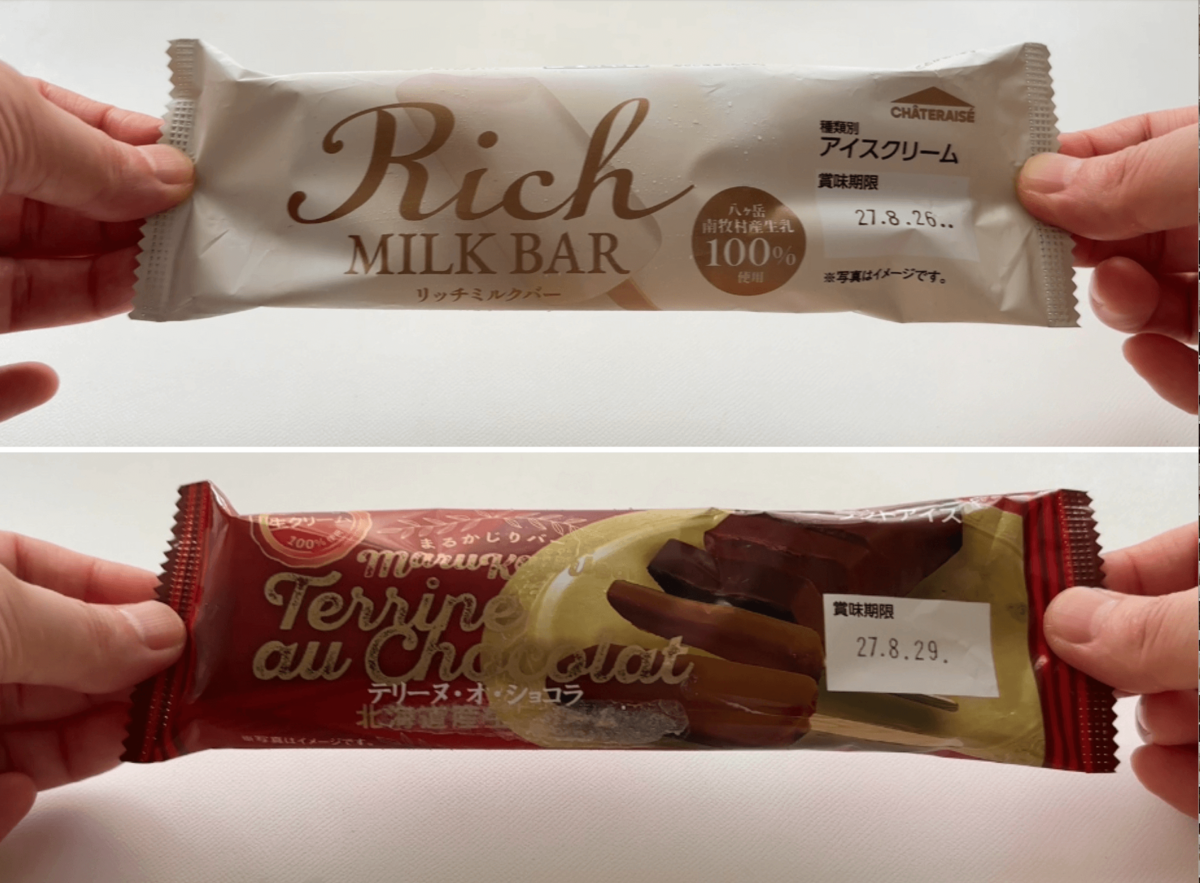 Rich
MILK BAR
リッチミルクバー
八ヶ岳
南牧村産生乳
100%
使用
CHÂTERAISÉ
種類別
アイスクリーム
賞味期限
27.8.26..
※写真はイメージです。
生クリーム
100%
まるかじりバー
Terrine
au Chocolat
テリーヌ・オ・ショコラ
北海道産生
※写真はイメージです。
賞味期限
27.8.29.